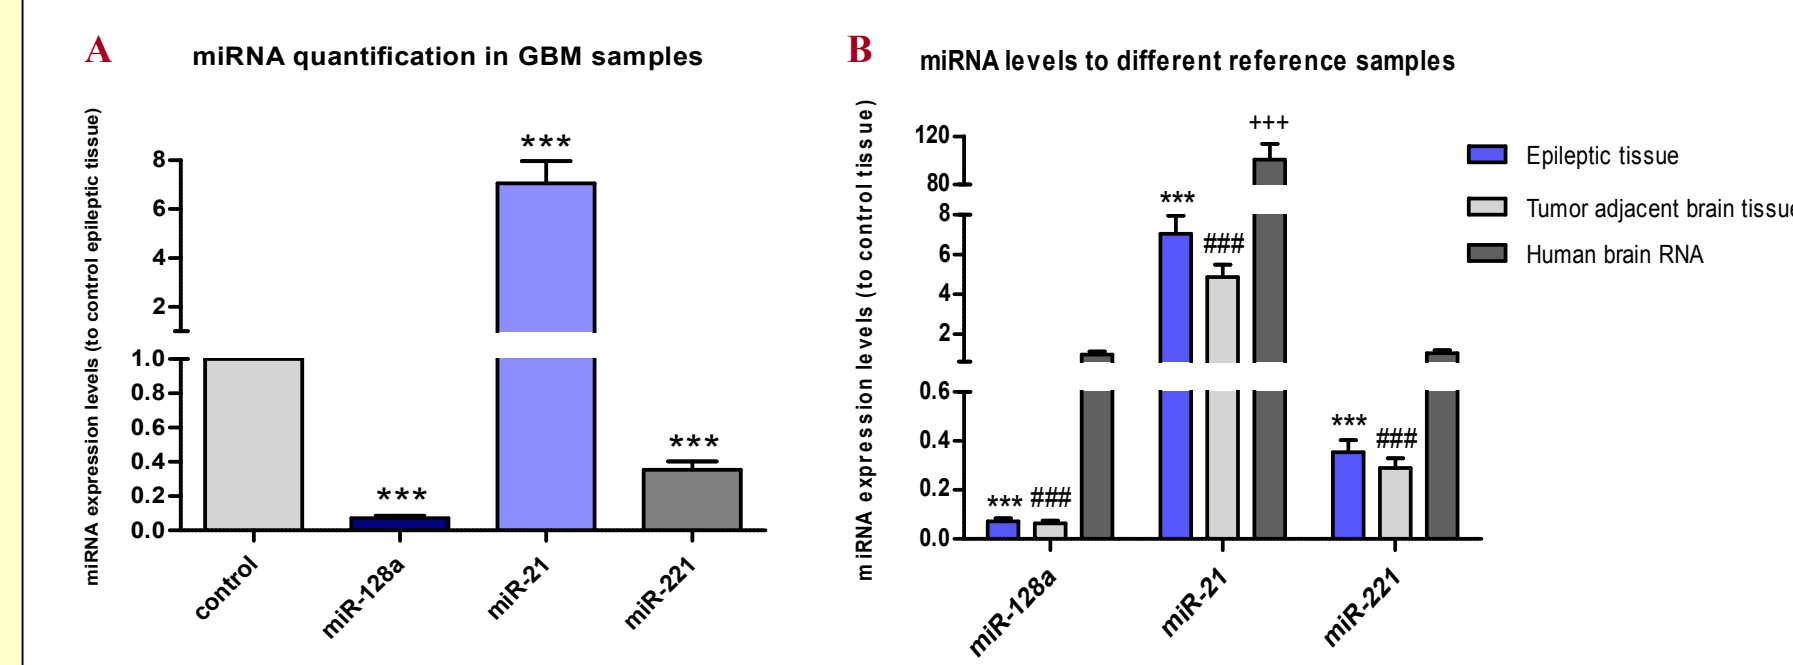 A
miRNA quantification in GBM samples
miRNA expression levels (to control epileptic tissue)
8
6
4
2
1.0
0.8
0.6
0.4
0.2
0.0
***
***
***
control
miR-128a
miR-21
miR-221
B
miRNA levels to different reference samples
miRNA expression levels (to control tissue)
120
80
8
6
4
2
0.6
0.4
0.2
0.0
*** ###
*** ### +++
*** ###
miR-128a
miR-21
miR-221
Epileptic tissue
Tumor adjacent brain tissue
Human brain RNA